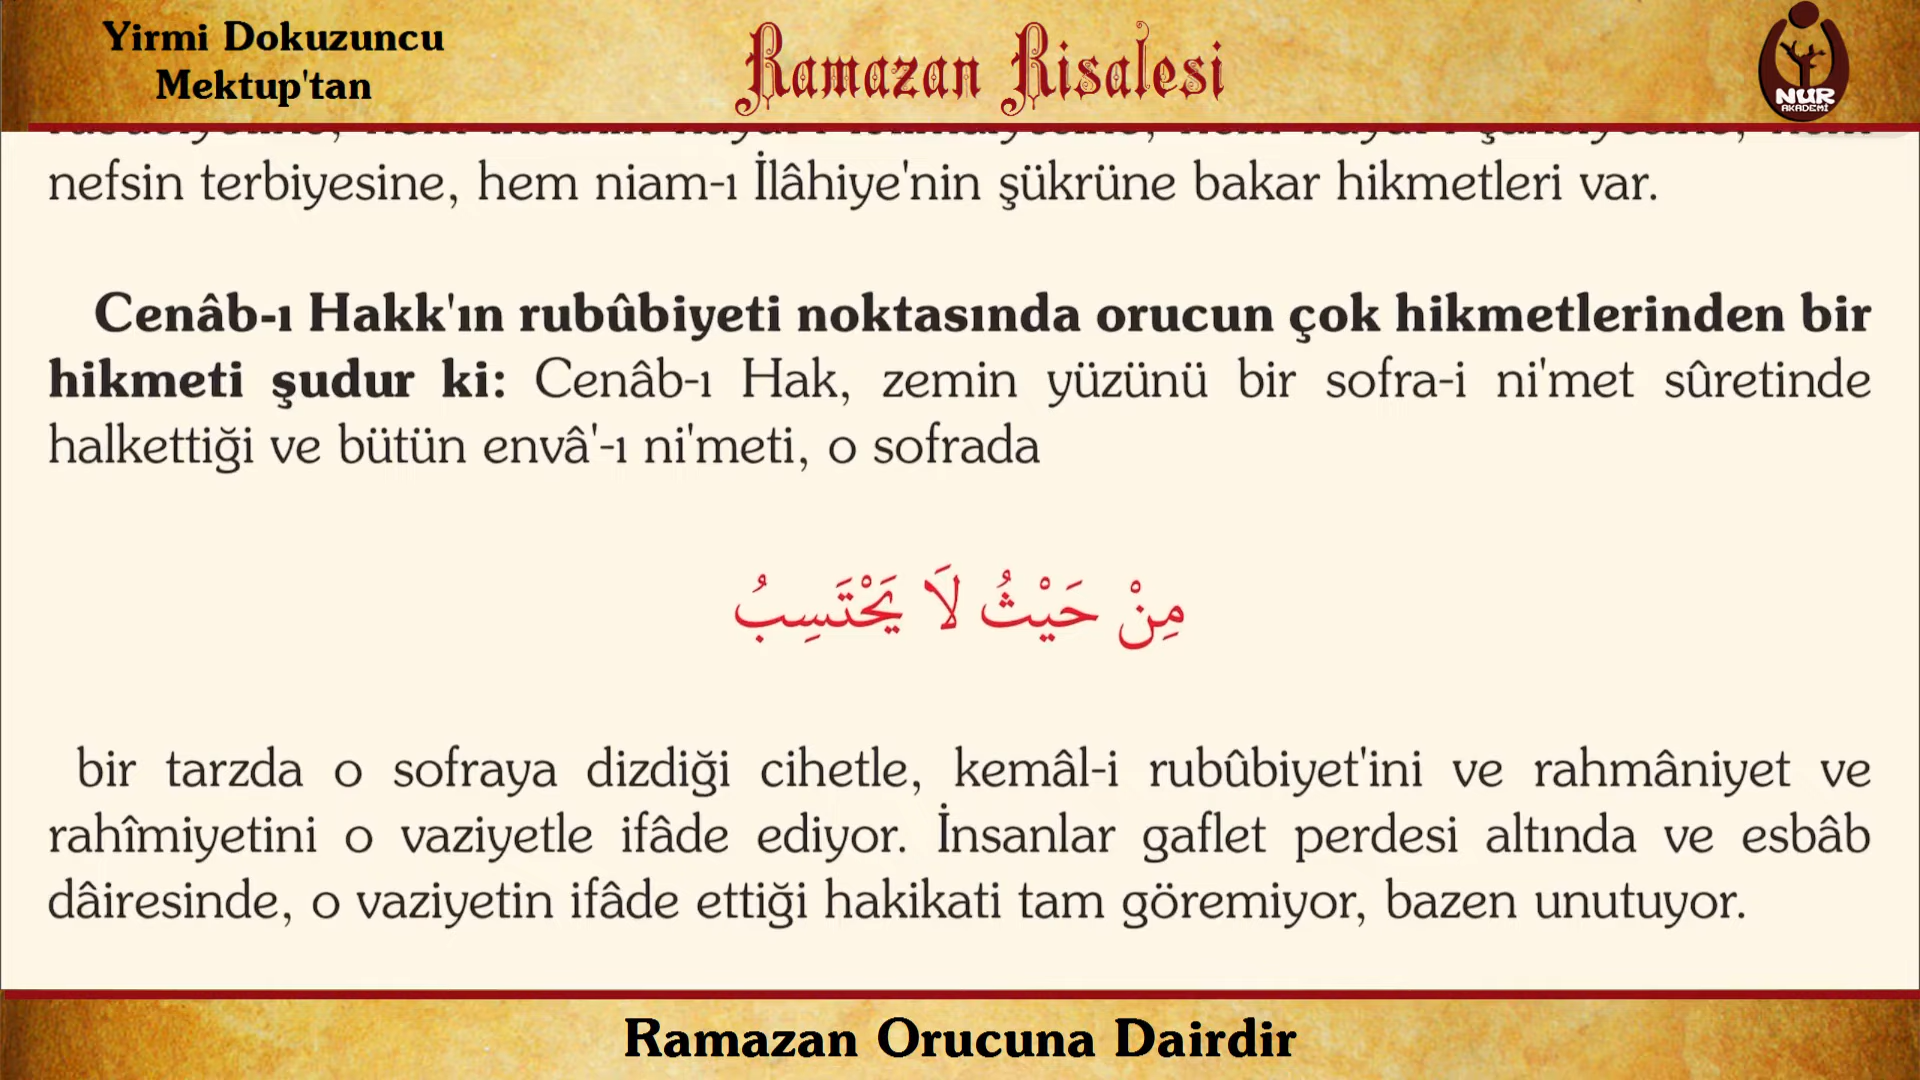 Yirmi Dokuzuncu
Mektup'tan
Ramazan Risalesi
NUR
AKADEMİ
nefsin terbiyesine, hem niam-ı İlâhiye'nin şükrüne bakar hikmetleri var.
Cenâb-ı Hakk'ın rubûbiyeti noktasında orucun çok hikmetlerinden bir
hikmeti şudur ki: Cenâb-ı Hak, zemin yüzünü bir sofra-i ni'met sûretinde
halkettiği ve bütün envâ'-ı ni'meti, o sofrada
مِنْ حَيْثُ لَا يَحْتَسِبُ
bir tarzda o sofraya dizdiği cihetle, kemâl-i rubûbiyet'ini ve rahmâniyet ve
rahîmiyetini o vaziyetle ifâde ediyor. İnsanlar gaflet perdesi altında ve esbâb
dâiresinde, o vaziyetin ifâde ettiği hakikati tam göremiyor, bazen unutuyor.
Ramazan Orucuna Dairdir